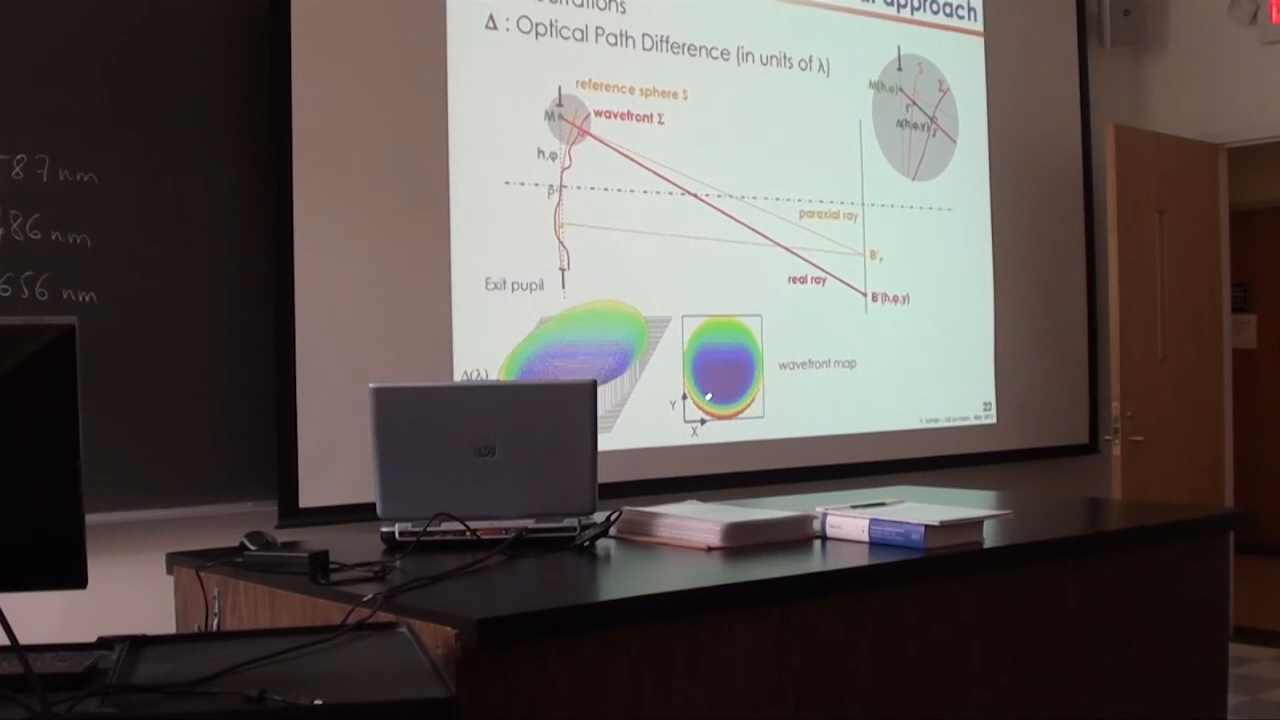 approach
Δ : Optical Path Difference (in units of λ)
reference sphere S
wavefront Σ
M
h,φ
paraxial ray
B'p
real ray
B'(h,φ,y)
Exit pupil
M(h,φ)
S
Σ
Δ(h,φ,y)
Δ(λ)
wavefront map
Y
X
22
87 nm
86 nm
656 nm